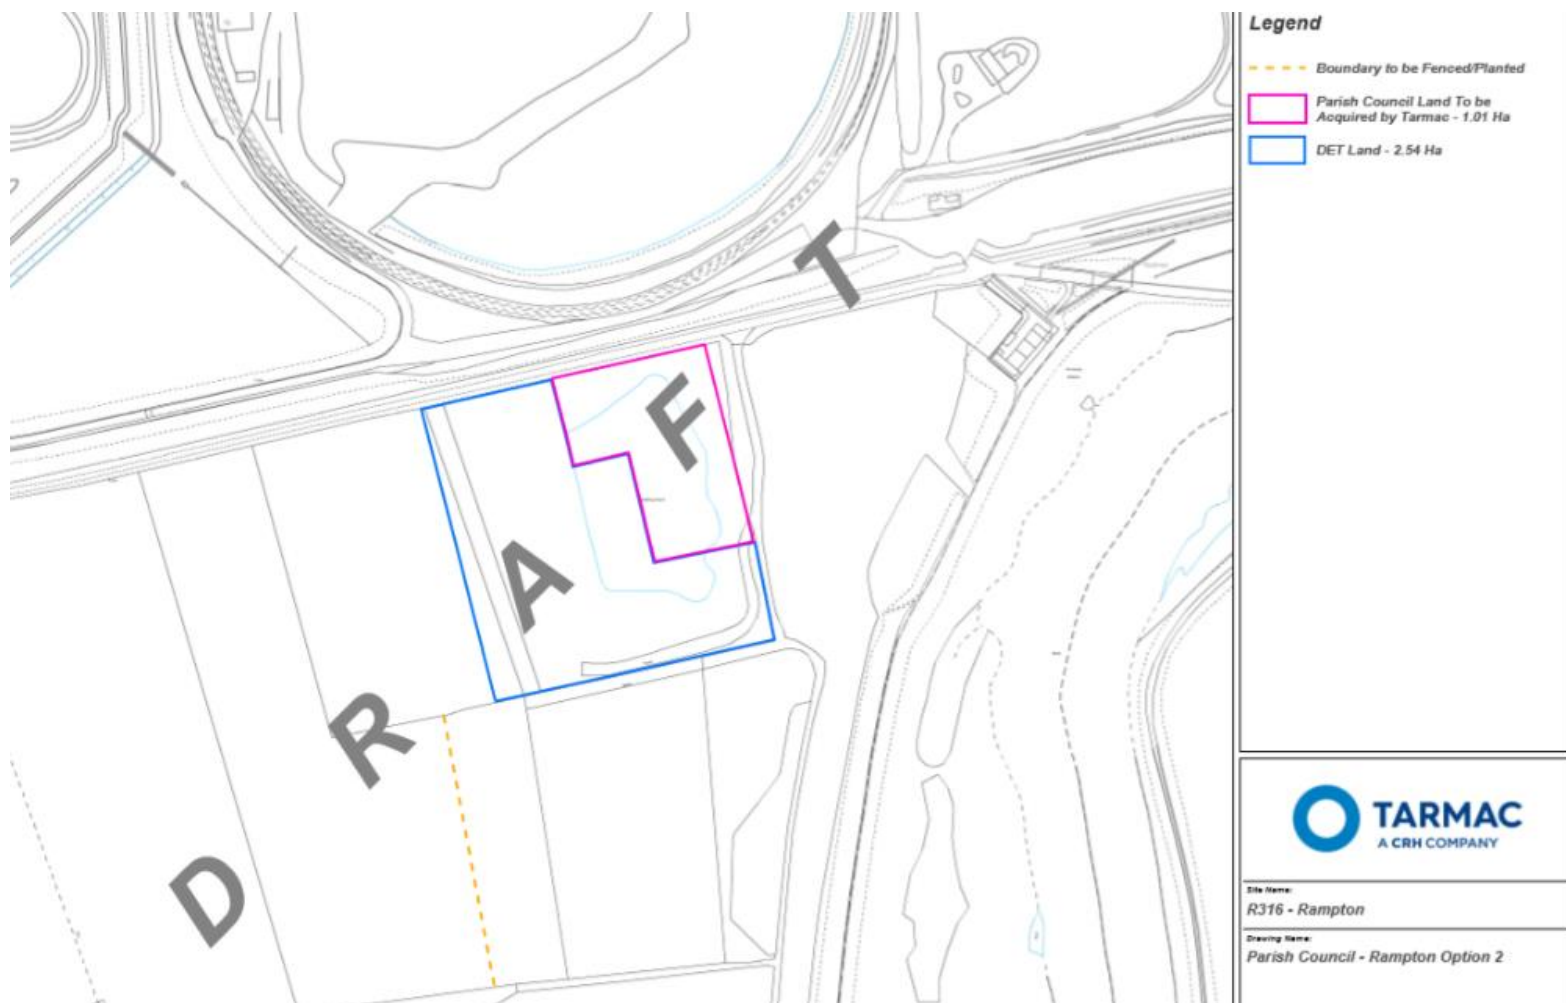 Legend
Boundary to be Fenced/Planted
Parish Council Land To be
Acquired by Tarmac - 1.01 Ha
DET Land - 2.54 Ha
DRAFT
TARMAC
A CRH COMPANY
Site Name:
R316 - Rampton
Drawing Name:
Parish Council - Rampton Option 2